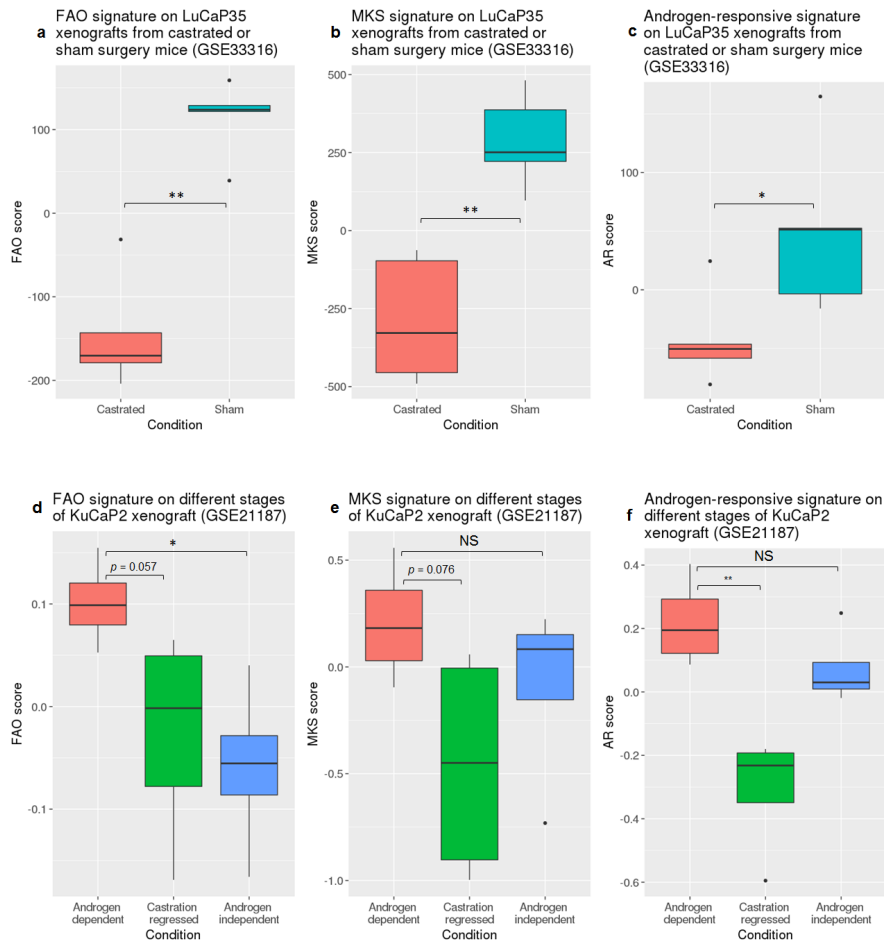 a
FAO signature on LuCaP35
xenografts from castrated or
sham surgery mice (GSE33316)
FAO score
100
0
-100
-200
**
Castrated
Sham
Condition
b
MKS signature on LuCaP35
xenografts from castrated or
sham surgery mice (GSE33316)
MKS score
500
250
0
-250
-500
**
Castrated
Sham
Condition
c
Androgen-responsive signature
on LuCaP35 xenografts from
castrated or sham surgery mice
(GSE33316)
AR score
100
0
*
Castrated
Sham
Condition
d
FAO signature on different stages
of KuCaP2 xenograft (GSE21187)
FAO score
0.1
0.0
-0.1
*
p = 0.057
Androgen
dependent
Castration
regressed
Androgen
independent
Condition
e
MKS signature on different stages
of KuCaP2 xenograft (GSE21187)
MKS score
0.5
0.0
-0.5
-1.0
NS
p = 0.076
Androgen
dependent
Castration
regressed
Androgen
independent
Condition
f
Androgen-responsive signature on
different stages of KuCaP2
xenograft (GSE21187)
AR score
0.4
0.2
0.0
-0.2
-0.4
-0.6
NS
**
Androgen
dependent
Castration
regressed
Androgen
independent
Condition